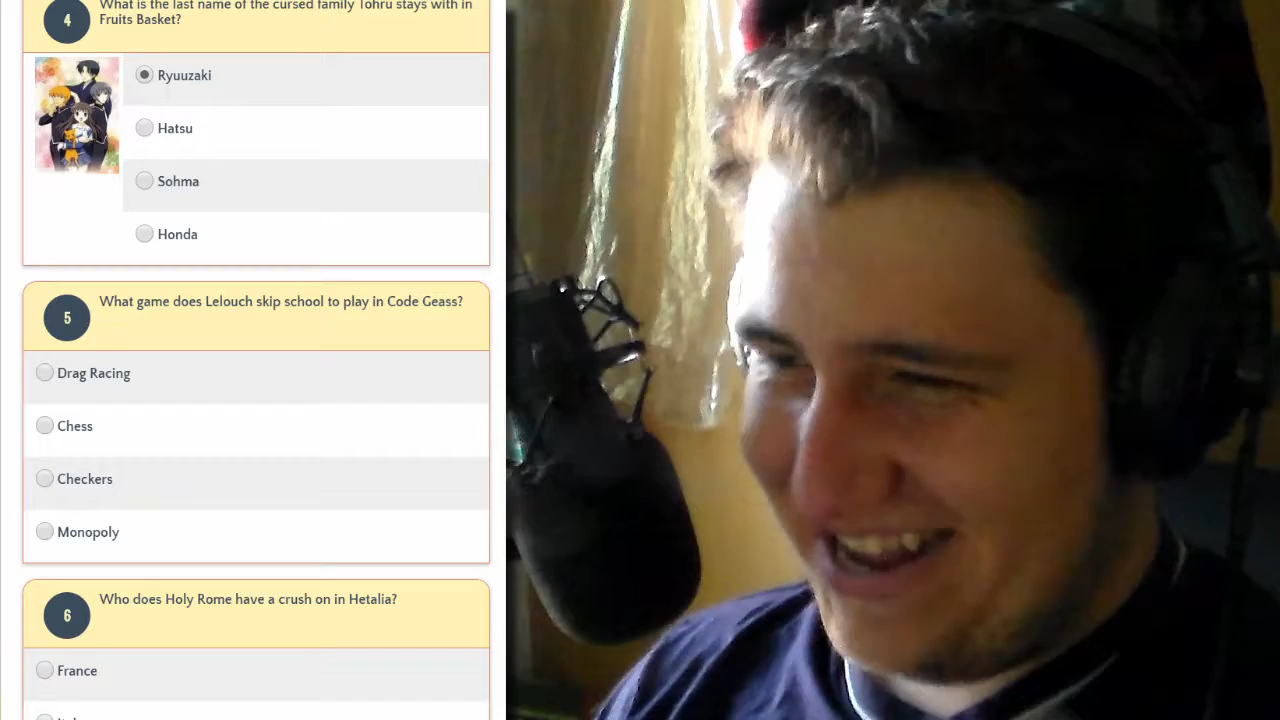 4
What is the last name of the cursed family Tohru stays with in
Fruits Basket?
Ryuuzaki
Hatsu
Sohma
Honda
5
What game does Lelouch skip school to play in Code Geass?
Drag Racing
Chess
Checkers
Monopoly
6
Who does Holy Rome have a crush on in Hetalia?
France